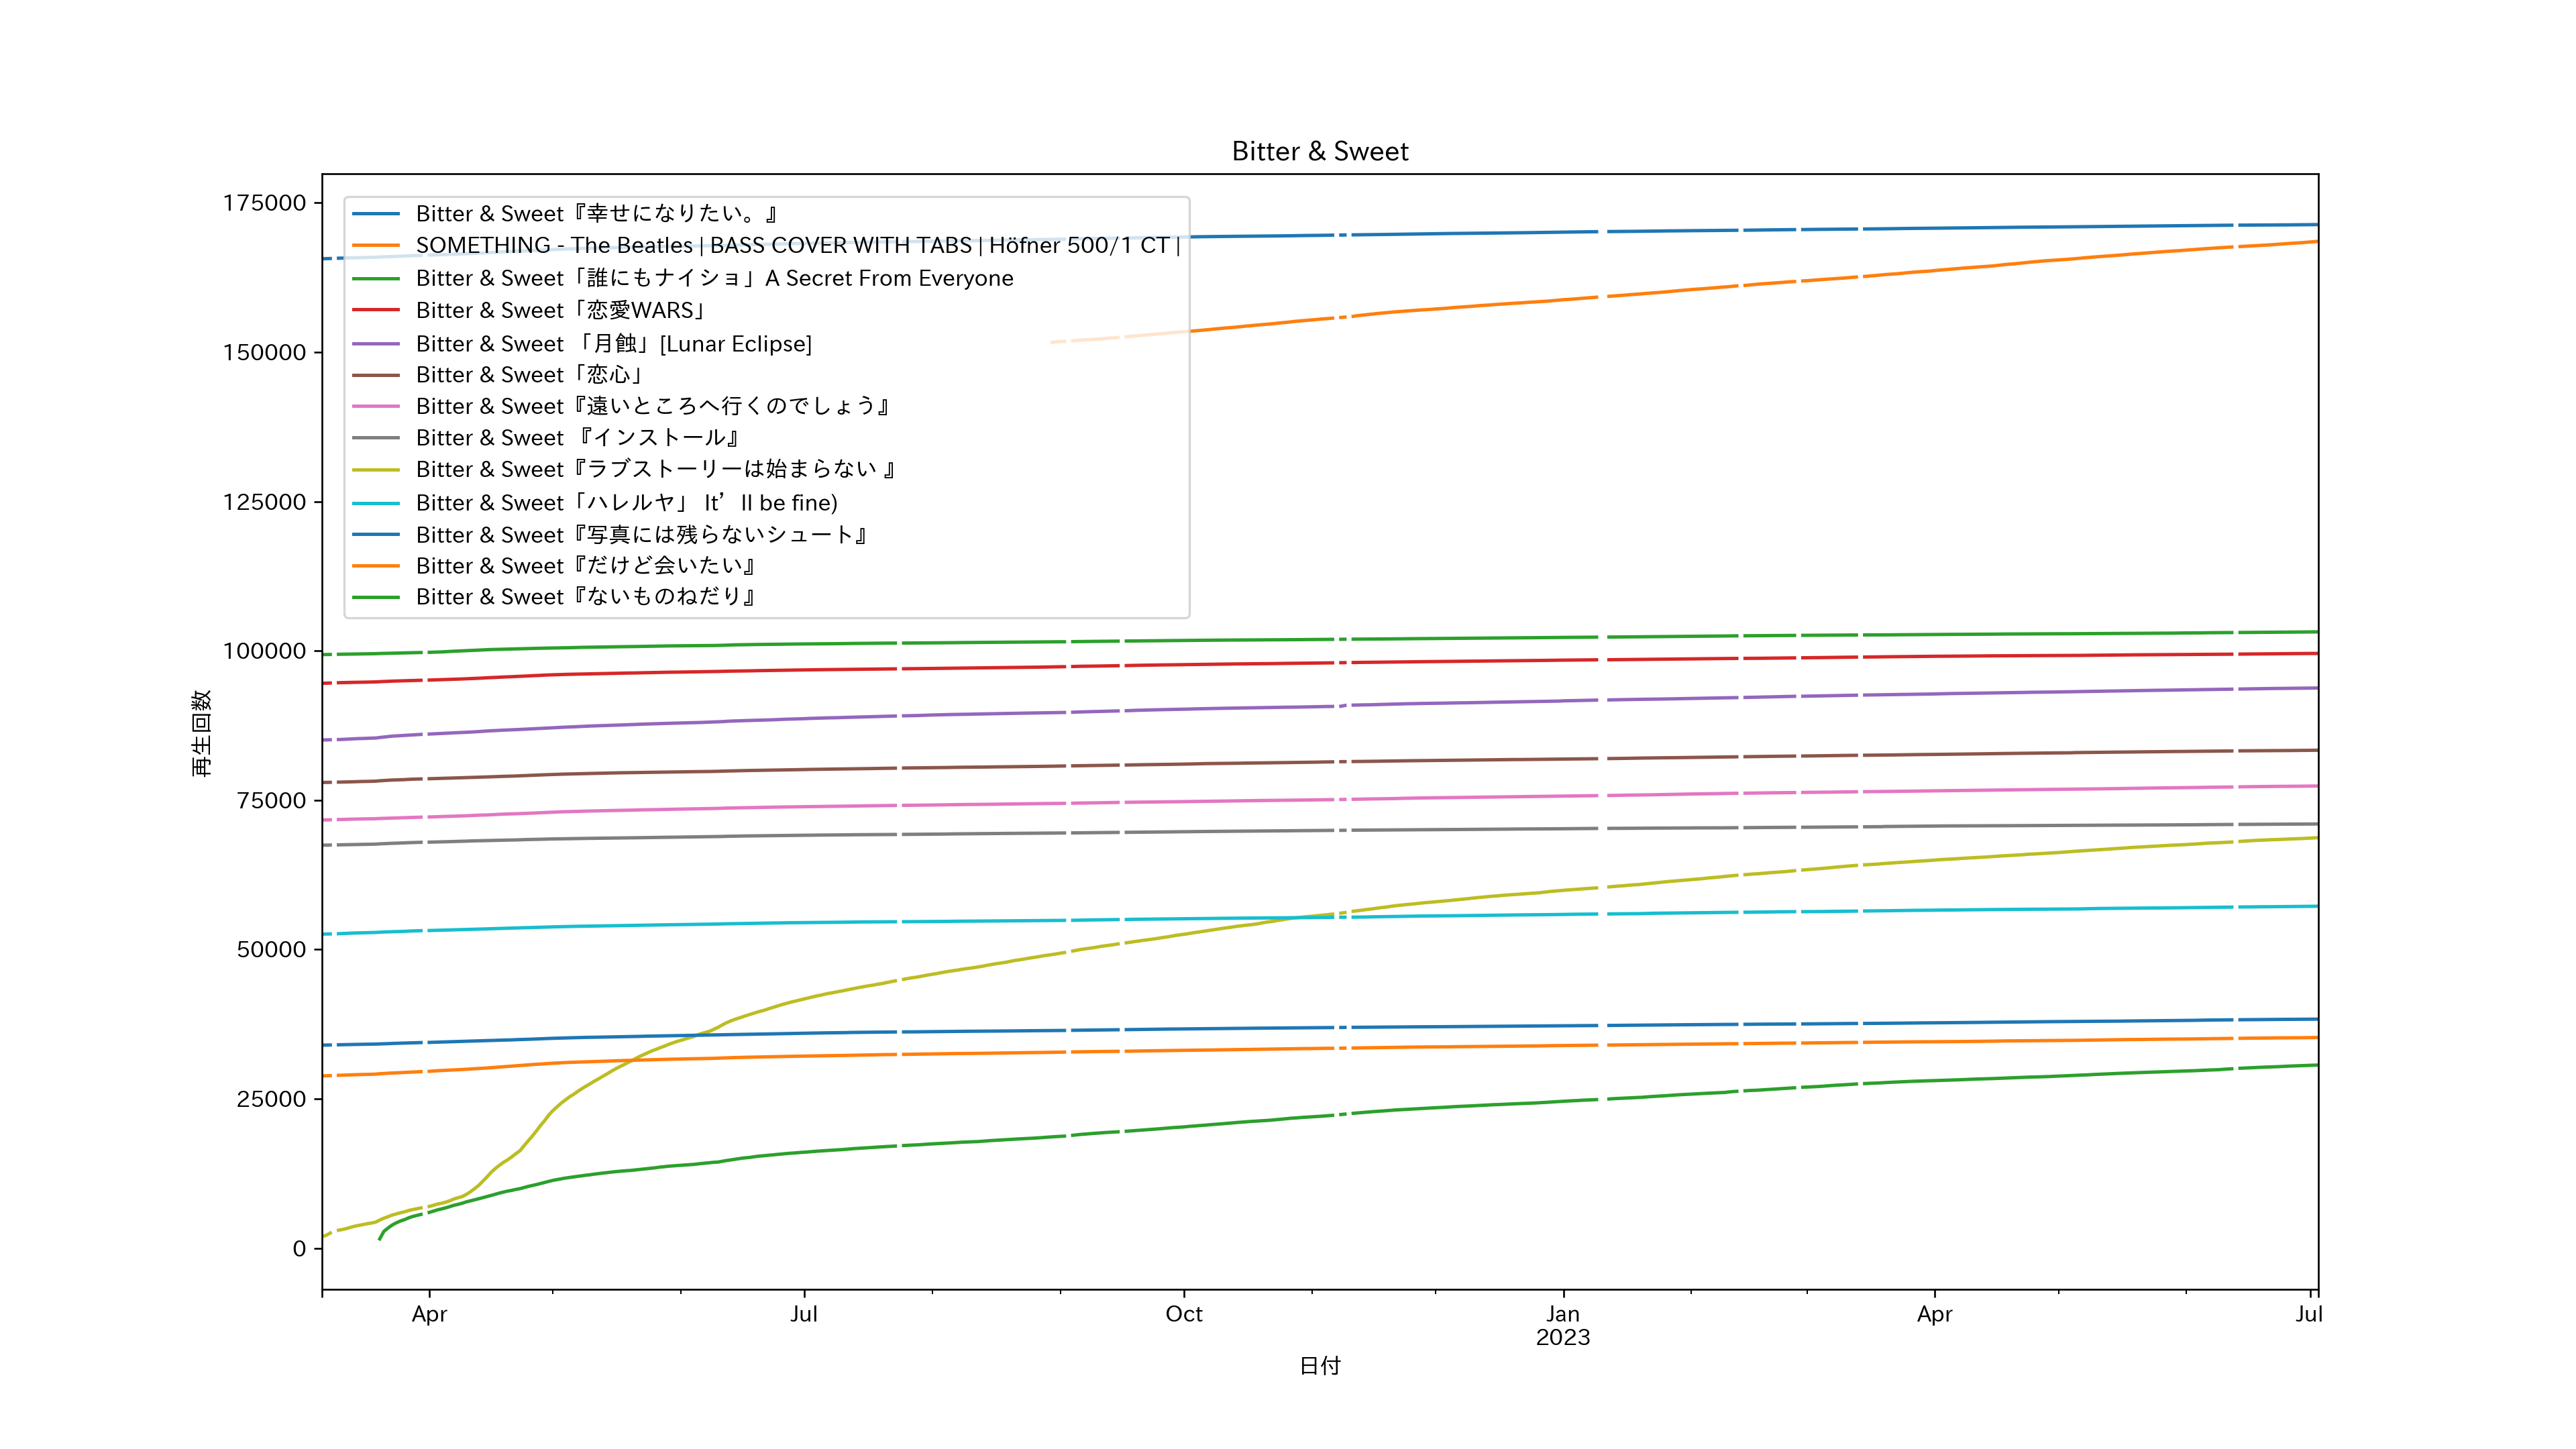 Bitter & Sweet
175000
150000
125000
100000
75000
50000
25000
0
再生回数
Bitter & Sweet『幸せになりたい。』
SOMETHING - The Beatles | BASS COVER WITH TABS | Höfner 500/1 CT |
Bitter & Sweet「誰にもナイショ」A Secret From Everyone
Bitter & Sweet「恋愛WARS」
Bitter & Sweet 「月蝕」[Lunar Eclipse]
Bitter & Sweet「恋心」
Bitter & Sweet『遠いところへ行くのでしょう』
Bitter & Sweet 『インストール』
Bitter & Sweet『ラブストーリーは始まらない 』
Bitter & Sweet「ハレルヤ」 It’ll be fine)
Bitter & Sweet『写真には残らないシュート』
Bitter & Sweet『だけど会いたい』
Bitter & Sweet『ないものねだり』
Apr Jul Oct Jan Apr Jul
2023
日付